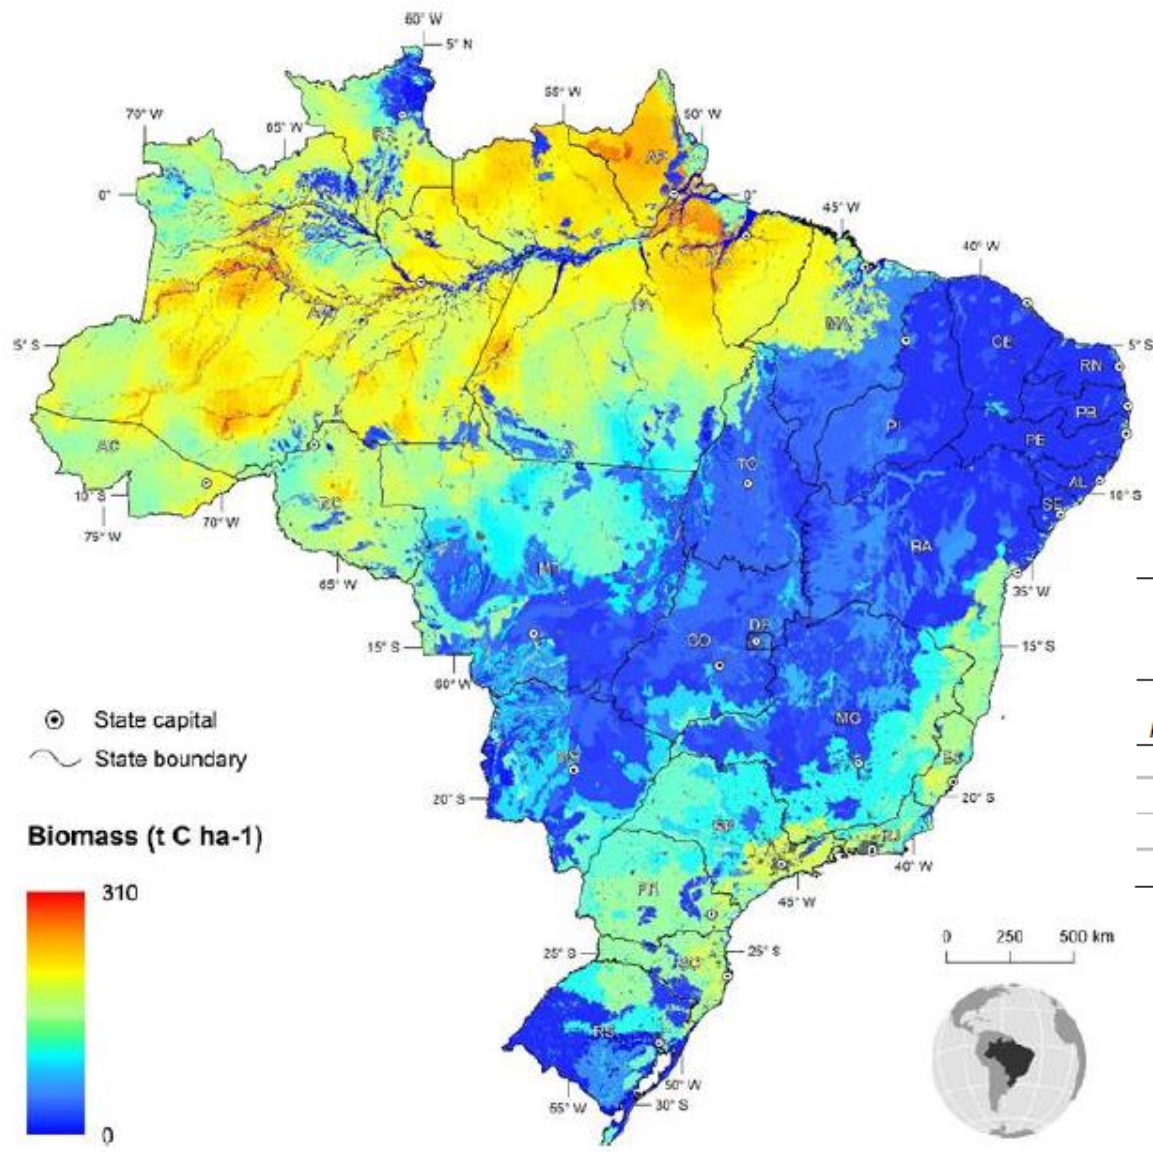 60° W
5° N
55° W
70° W
65° W
50° W
AP
0°
0°
45° W
40° W
AM
MA
5° S
CE
5° S
RN
PB
PI
PE
AC
TO
AL
10° S
10° S
SE
70° W
75° W
BA
65° W
MT
35° W
DF
15° S
GO
15° S
60° W
MG
State capital
State boundary
MS
ES
20° S
20° S
Biomass (t C ha-1)
SP
RJ
40° W
310
PR
45° W
0 250 500 km
25° S
25° S
SC
RS
50° W
55° W
30° S
0